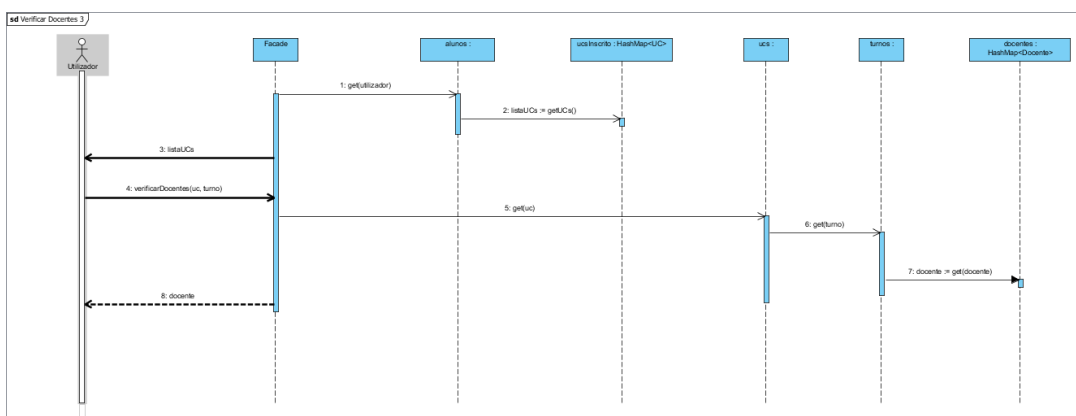 sd Verificar Docentes 3
Utilizador
Facade
alunos :
ucsInscrito : HashMap<UC>
ucs :
turnos :
docentes :
HashMap<Docente>
1: get(utilizador)
2: listaUCs := getUCs()
3: listaUCs
4: verificarDocentes(uc, turno)
5: get(uc)
6: get(turno)
7: docente := get(docente)
8: docente